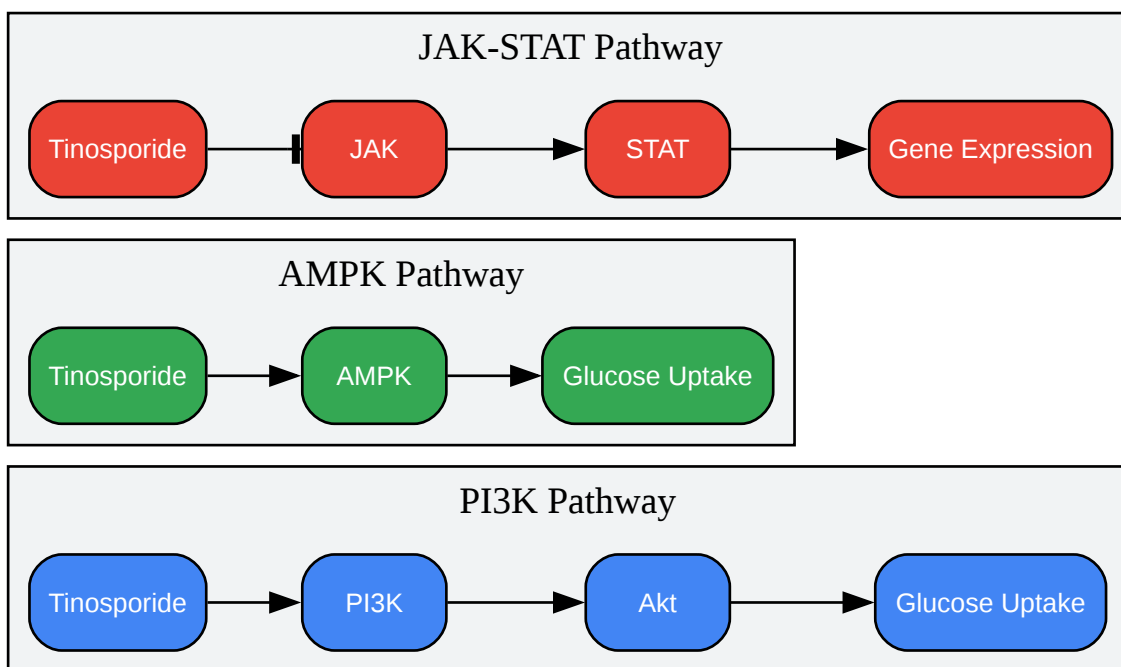 JAK-STAT Pathway
Tinosporide
JAK
STAT
Gene Expression
AMPK Pathway
Tinosporide
AMPK
Glucose Uptake
PI3K Pathway
Tinosporide
PI3K
Akt
Glucose Uptake